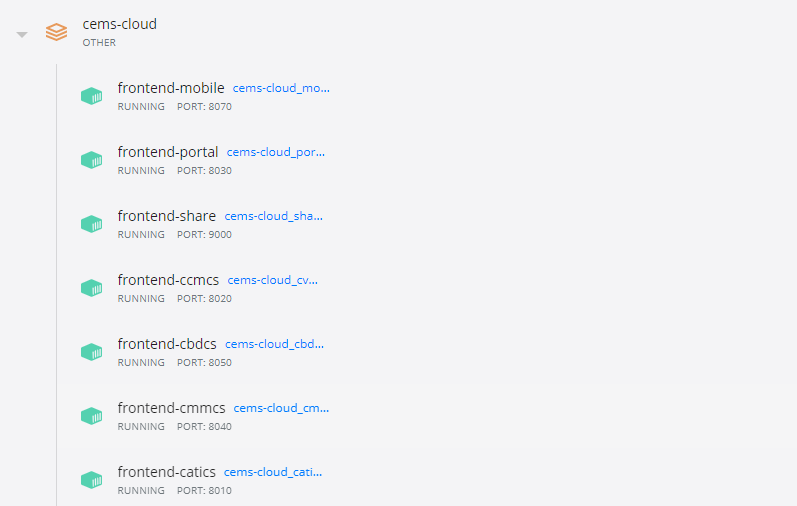 cems-cloud
OTHER
frontend-mobile cems-cloud_mo...
RUNNING PORT: 8070
frontend-portal cems-cloud_por...
RUNNING PORT: 8030
frontend-share cems-cloud_sha...
RUNNING PORT: 9000
frontend-ccmcs cems-cloud_cv...
RUNNING PORT: 8020
frontend-cbdcs cems-cloud_cbd...
RUNNING PORT: 8050
frontend-cmmcs cems-cloud_cm...
RUNNING PORT: 8040
frontend-catics cems-cloud_cati...
RUNNING PORT: 8010